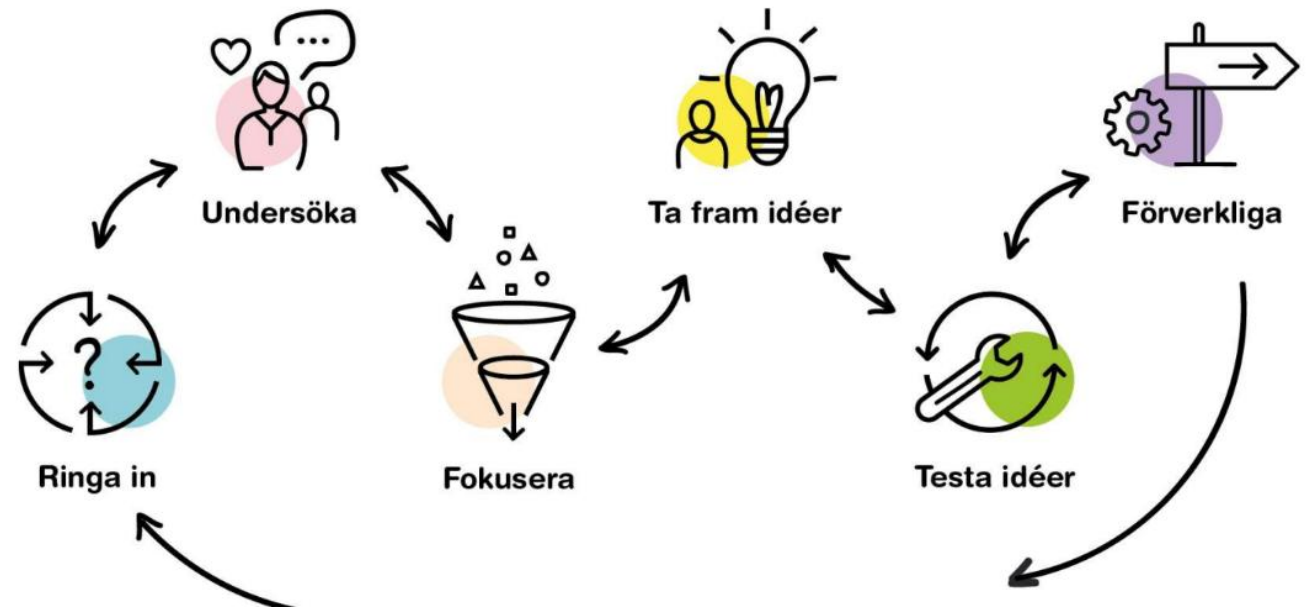 Undersöka
Ta fram idéer
Förverkliga
?
Ringa in
Fokusera
Testa idéer